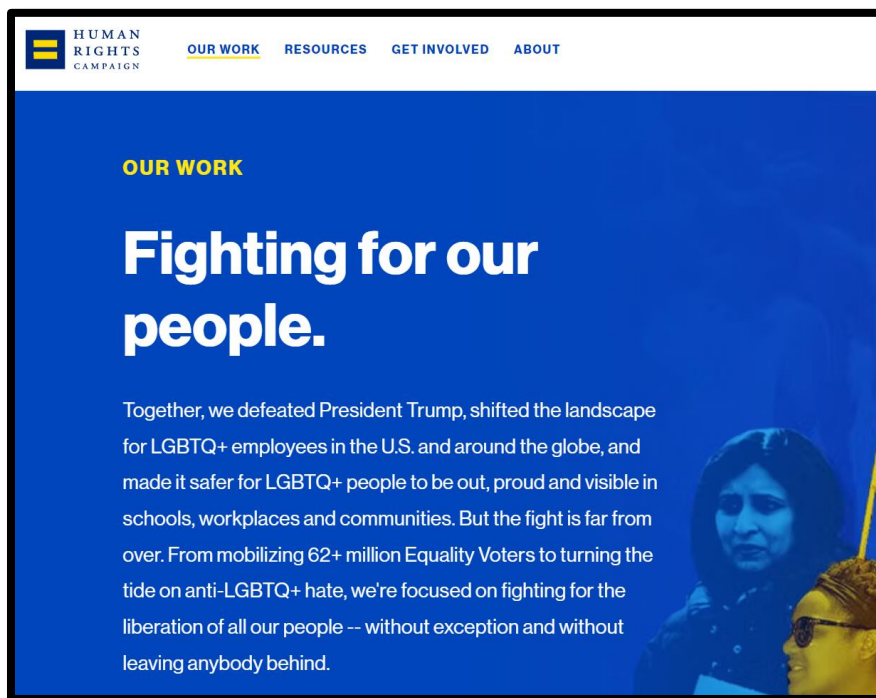 HUMAN
RIGHTS
CAMPAIGN
OUR WORK RESOURCES GET INVOLVED ABOUT
OUR WORK
Fighting for our
people.
Together, we defeated President Trump, shifted the landscape
for LGBTQ+ employees in the U.S. and around the globe, and
made it safer for LGBTQ+ people to be out, proud and visible in
schools, workplaces and communities. But the fight is far from
over. From mobilizing 62+ million Equality Voters to turning the
tide on anti-LGBTQ+ hate, we're focused on fighting for the
liberation of all our people -- without exception and without
leaving anybody behind.